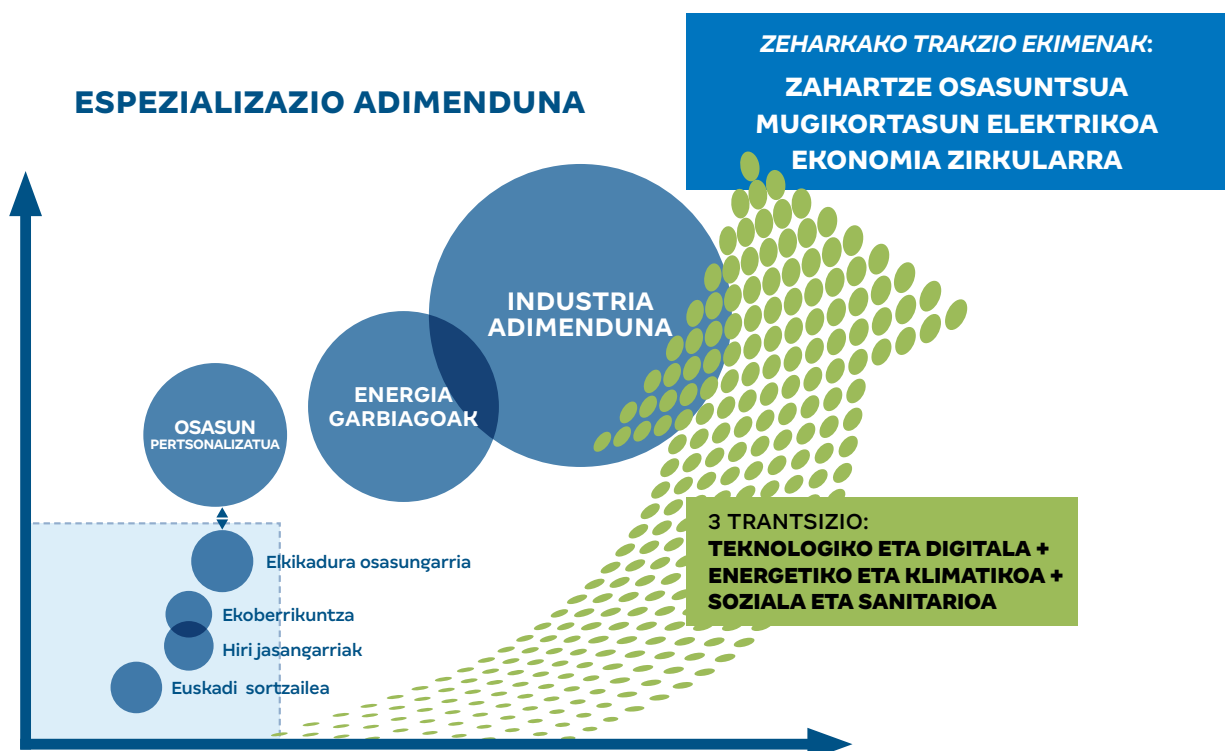 ZEHARKAKO TRAKZIO EKIMENAK:
ZAHARTZE OSASUNTSUA
MUGIKORTASUN ELEKTRIKOA
EKONOMIA ZIRKULARRA
ESPEZIALIZAZIO ADIMENDUNA
INDUSTRIA
ADIMENDUNA
ENERGIA
GARBIAGOAK
OSASUN
PERTSONALIZATUA
3 TRANTSIZIO:
TEKNOLOGIKO ETA DIGITALA +
ENERGETIKO ETA KLIMATIKOA +
SOZIALA ETA SANITARIOA
Elkikadura osasungarria
Ekoberrikuntza
Hiri jasangarriak
Euskadi sortzailea